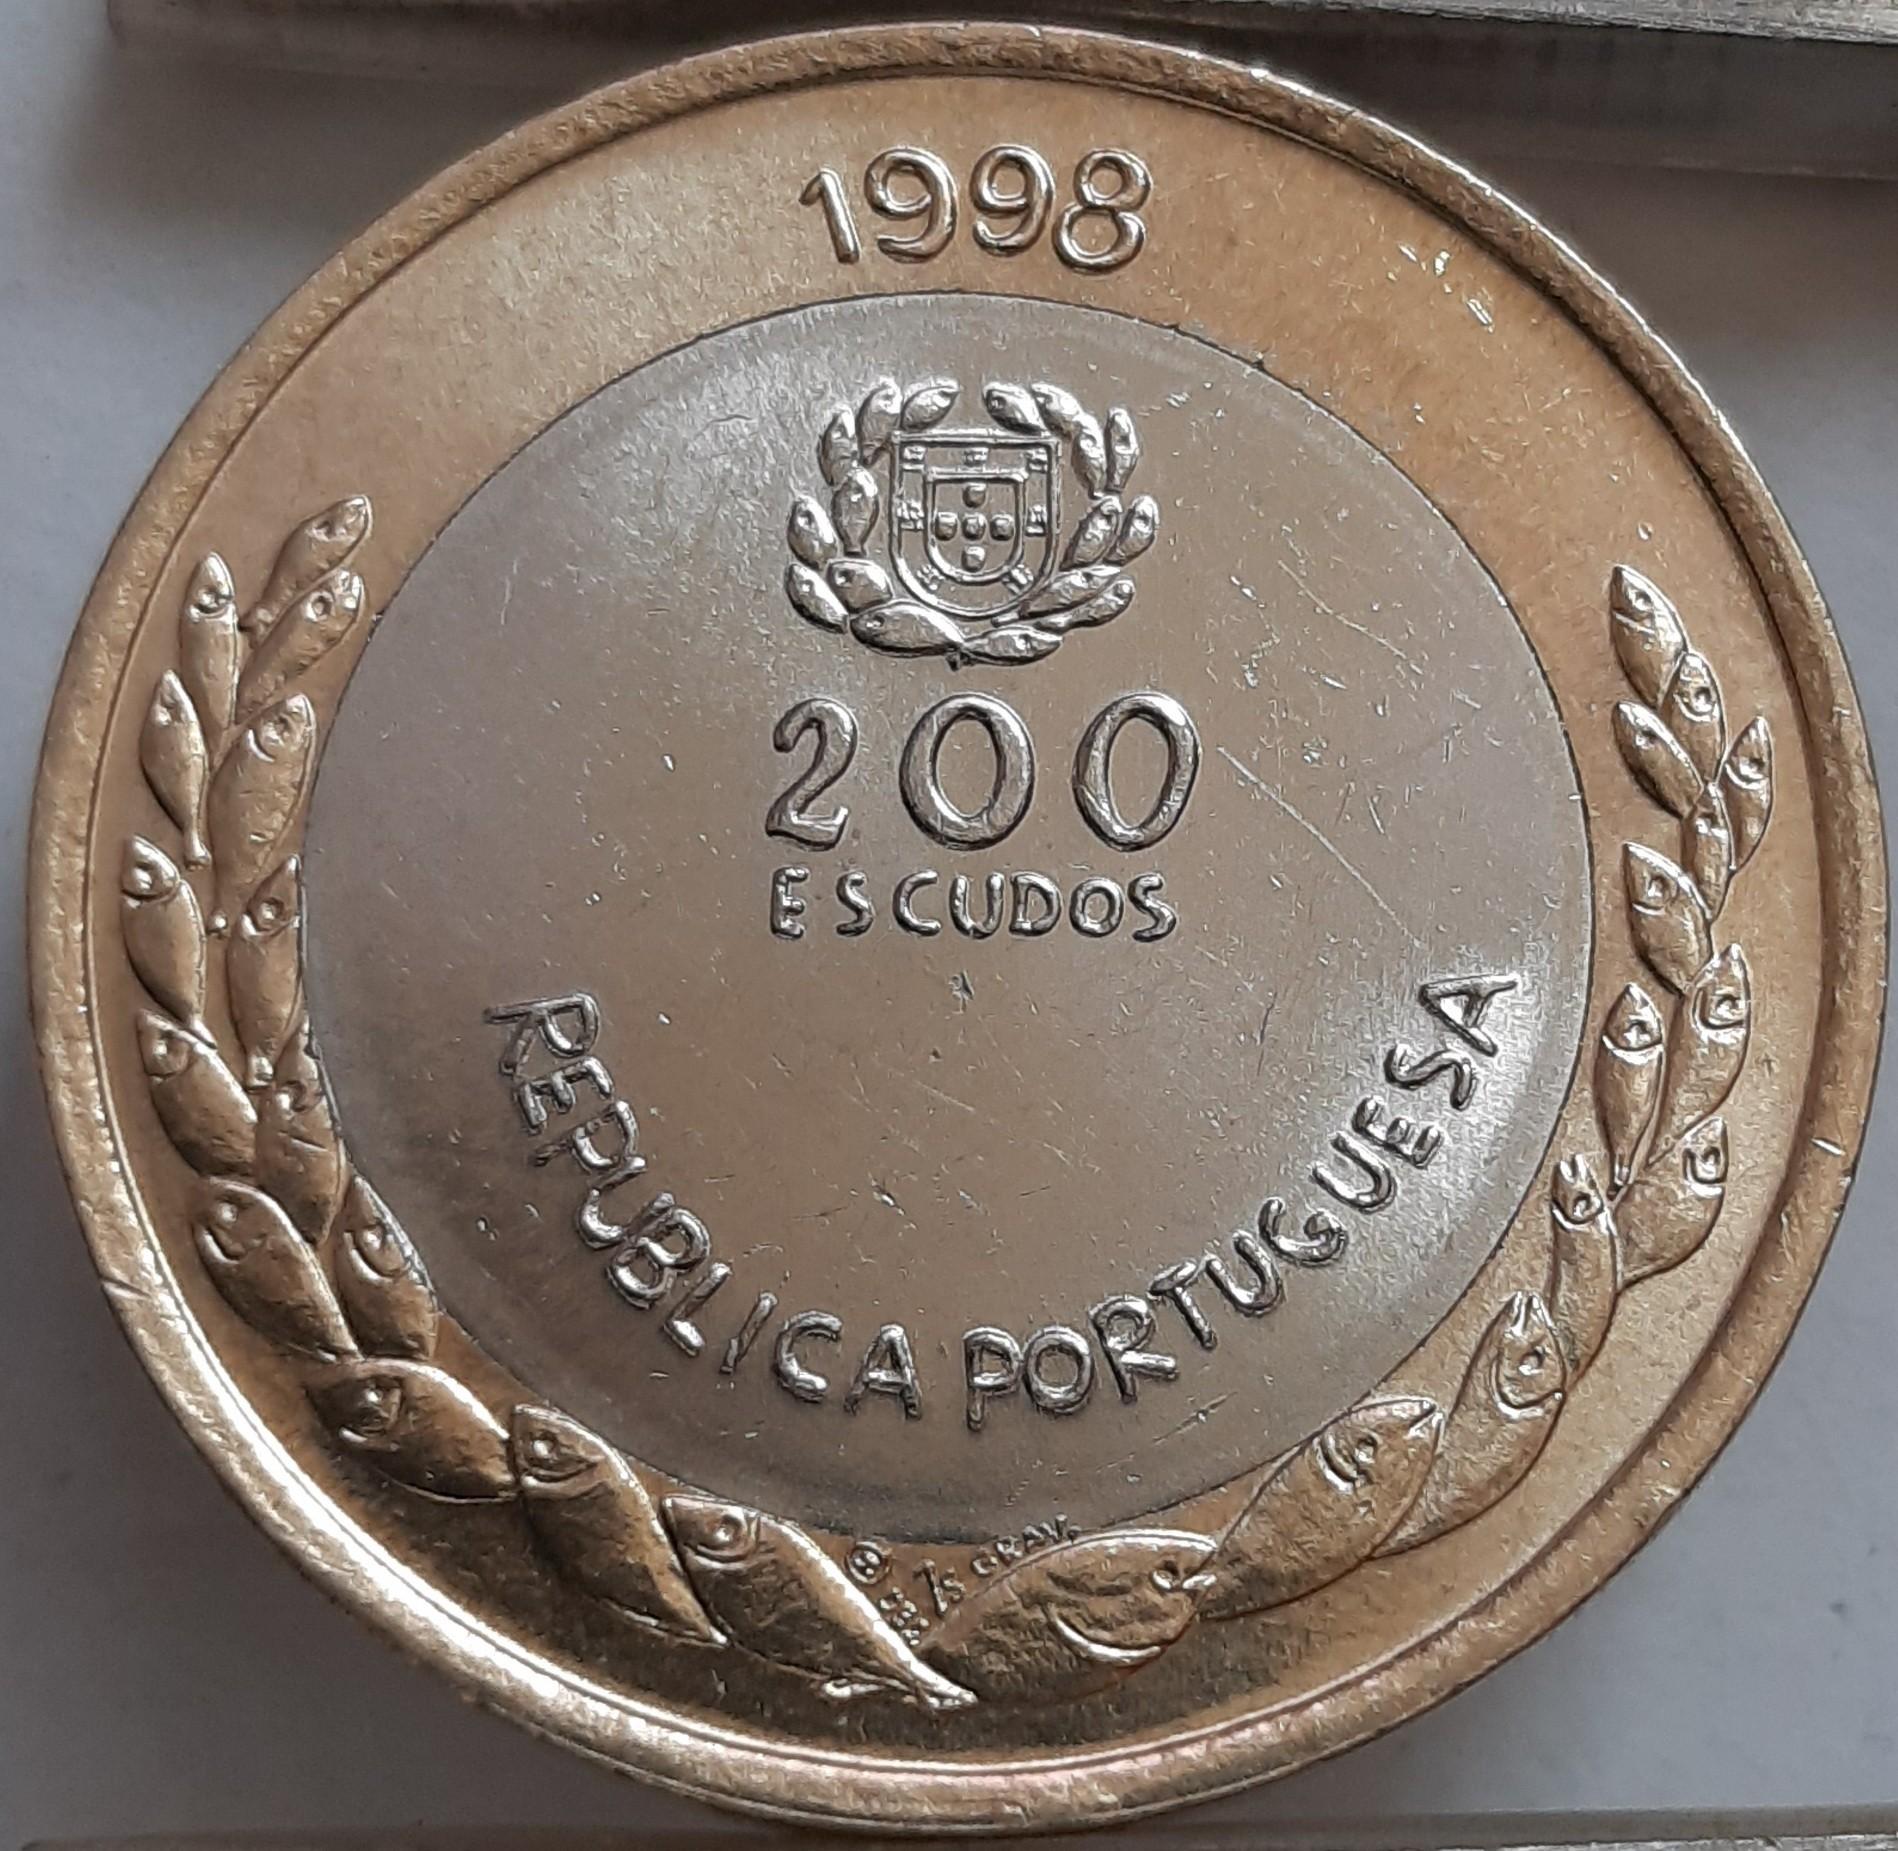 1998
200
ESCUDOS
REPUBLICA PORTUGUESA